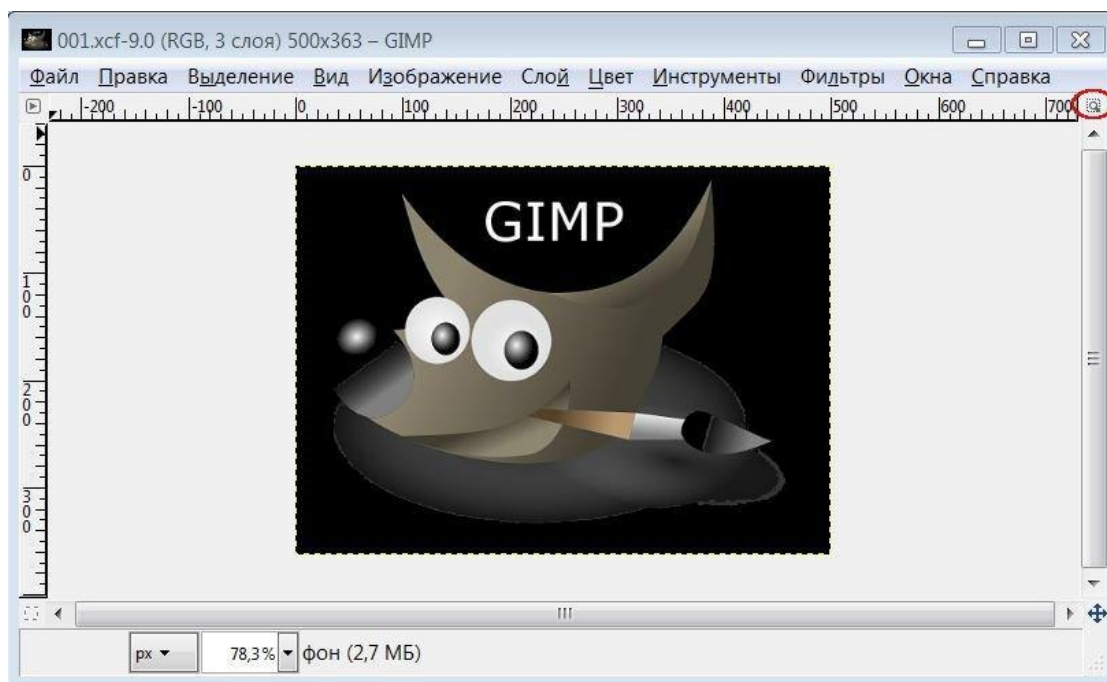 001.xcf-9.0 (RGB, 3 слоя) 500x363 – GIMP
Файл Правка Выделение Вид Изображение Слой Цвет Инструменты Фильтры Окна Справка
-200 -100 0 100 200 300 400 500 600 700
0
100
200
300
GIMP
px 78,3% фон (2,7 МБ)